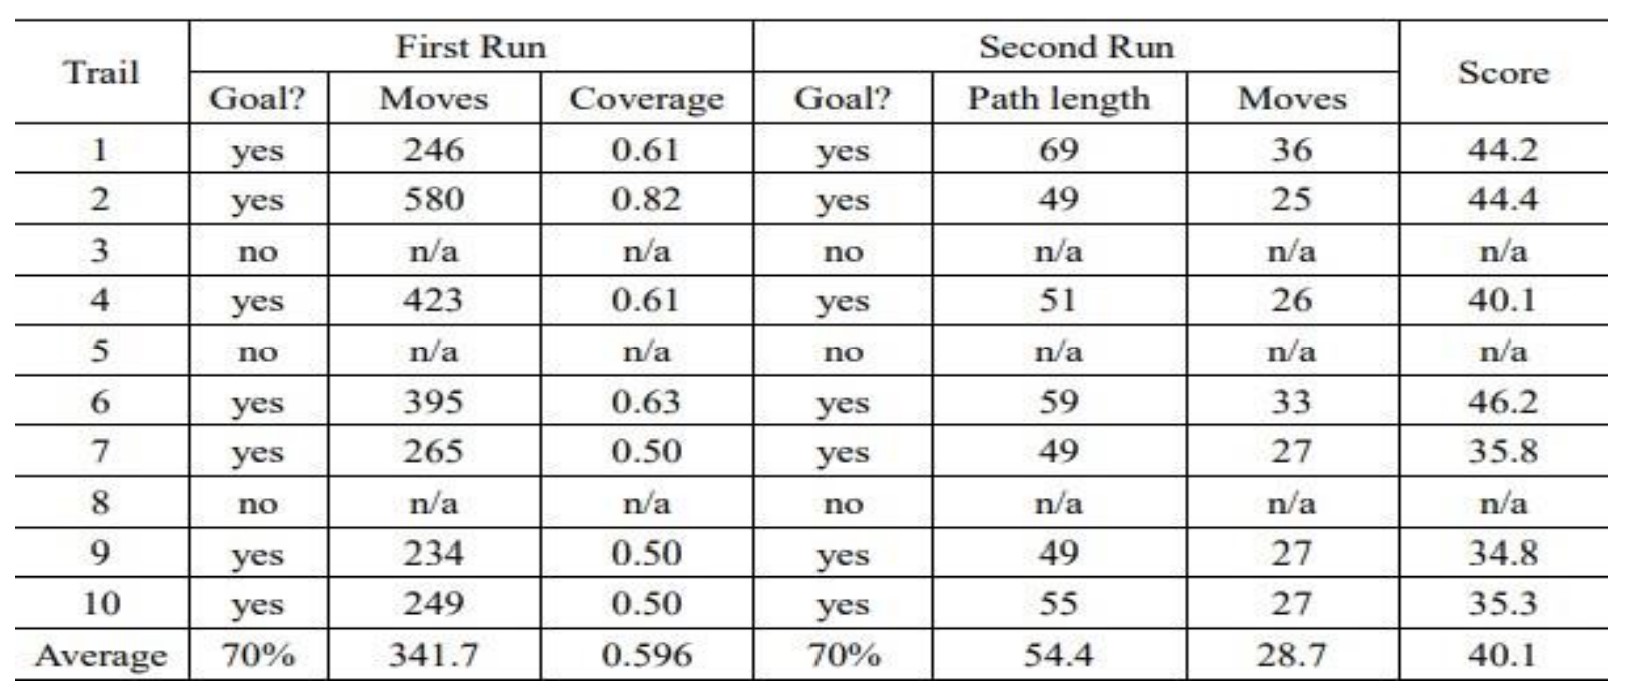 Trail First Run Second Run Score
Goal? Moves Coverage Goal? Path length Moves
1 yes 246 0.61 yes 69 36 44.2
2 yes 580 0.82 yes 49 25 44.4
3 no n/a n/a no n/a n/a n/a
4 yes 423 0.61 yes 51 26 40.1
5 no n/a n/a no n/a n/a n/a
6 yes 395 0.63 yes 59 33 46.2
7 yes 265 0.50 yes 49 27 35.8
8 no n/a n/a no n/a n/a n/a
9 yes 234 0.50 yes 49 27 34.8
10 yes 249 0.50 yes 55 27 35.3
Average 70% 341.7 0.596 70% 54.4 28.7 40.1